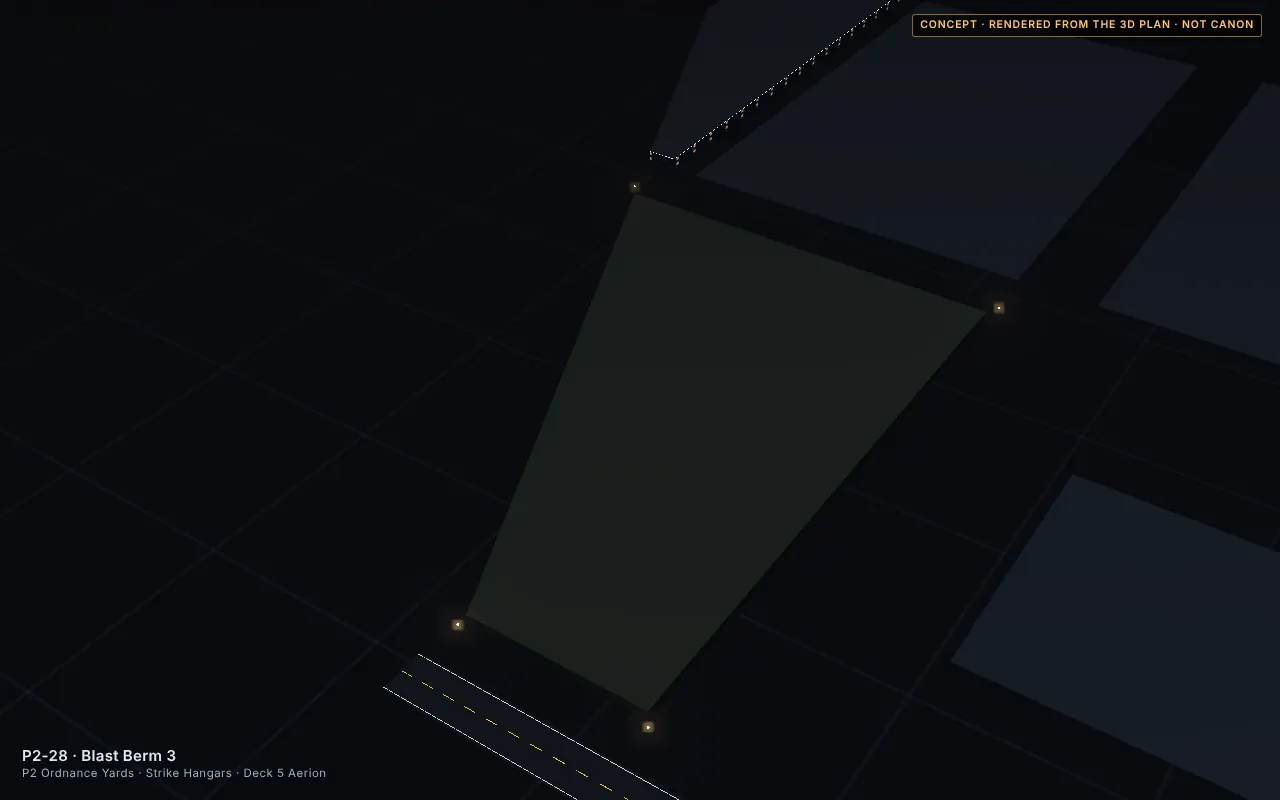 CONCEPT · RENDERED FROM THE 3D PLAN · NOT CANON
P2-28 · Blast Berm 3
P2 Ordnance Yards · Strike Hangars · Deck 5 Aerion